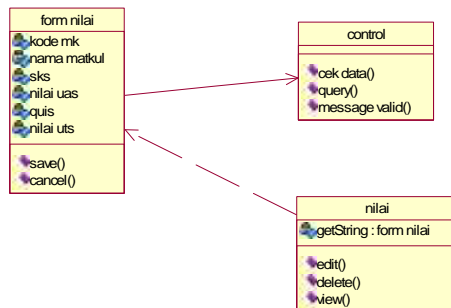 form nilai
kode mk
nama matkul
sks
nilai uas
quis
nilai uts
save()
cancel()
control
cek data()
query()
message valid()
nilai
getString : form nilai
edit()
delete()
view()